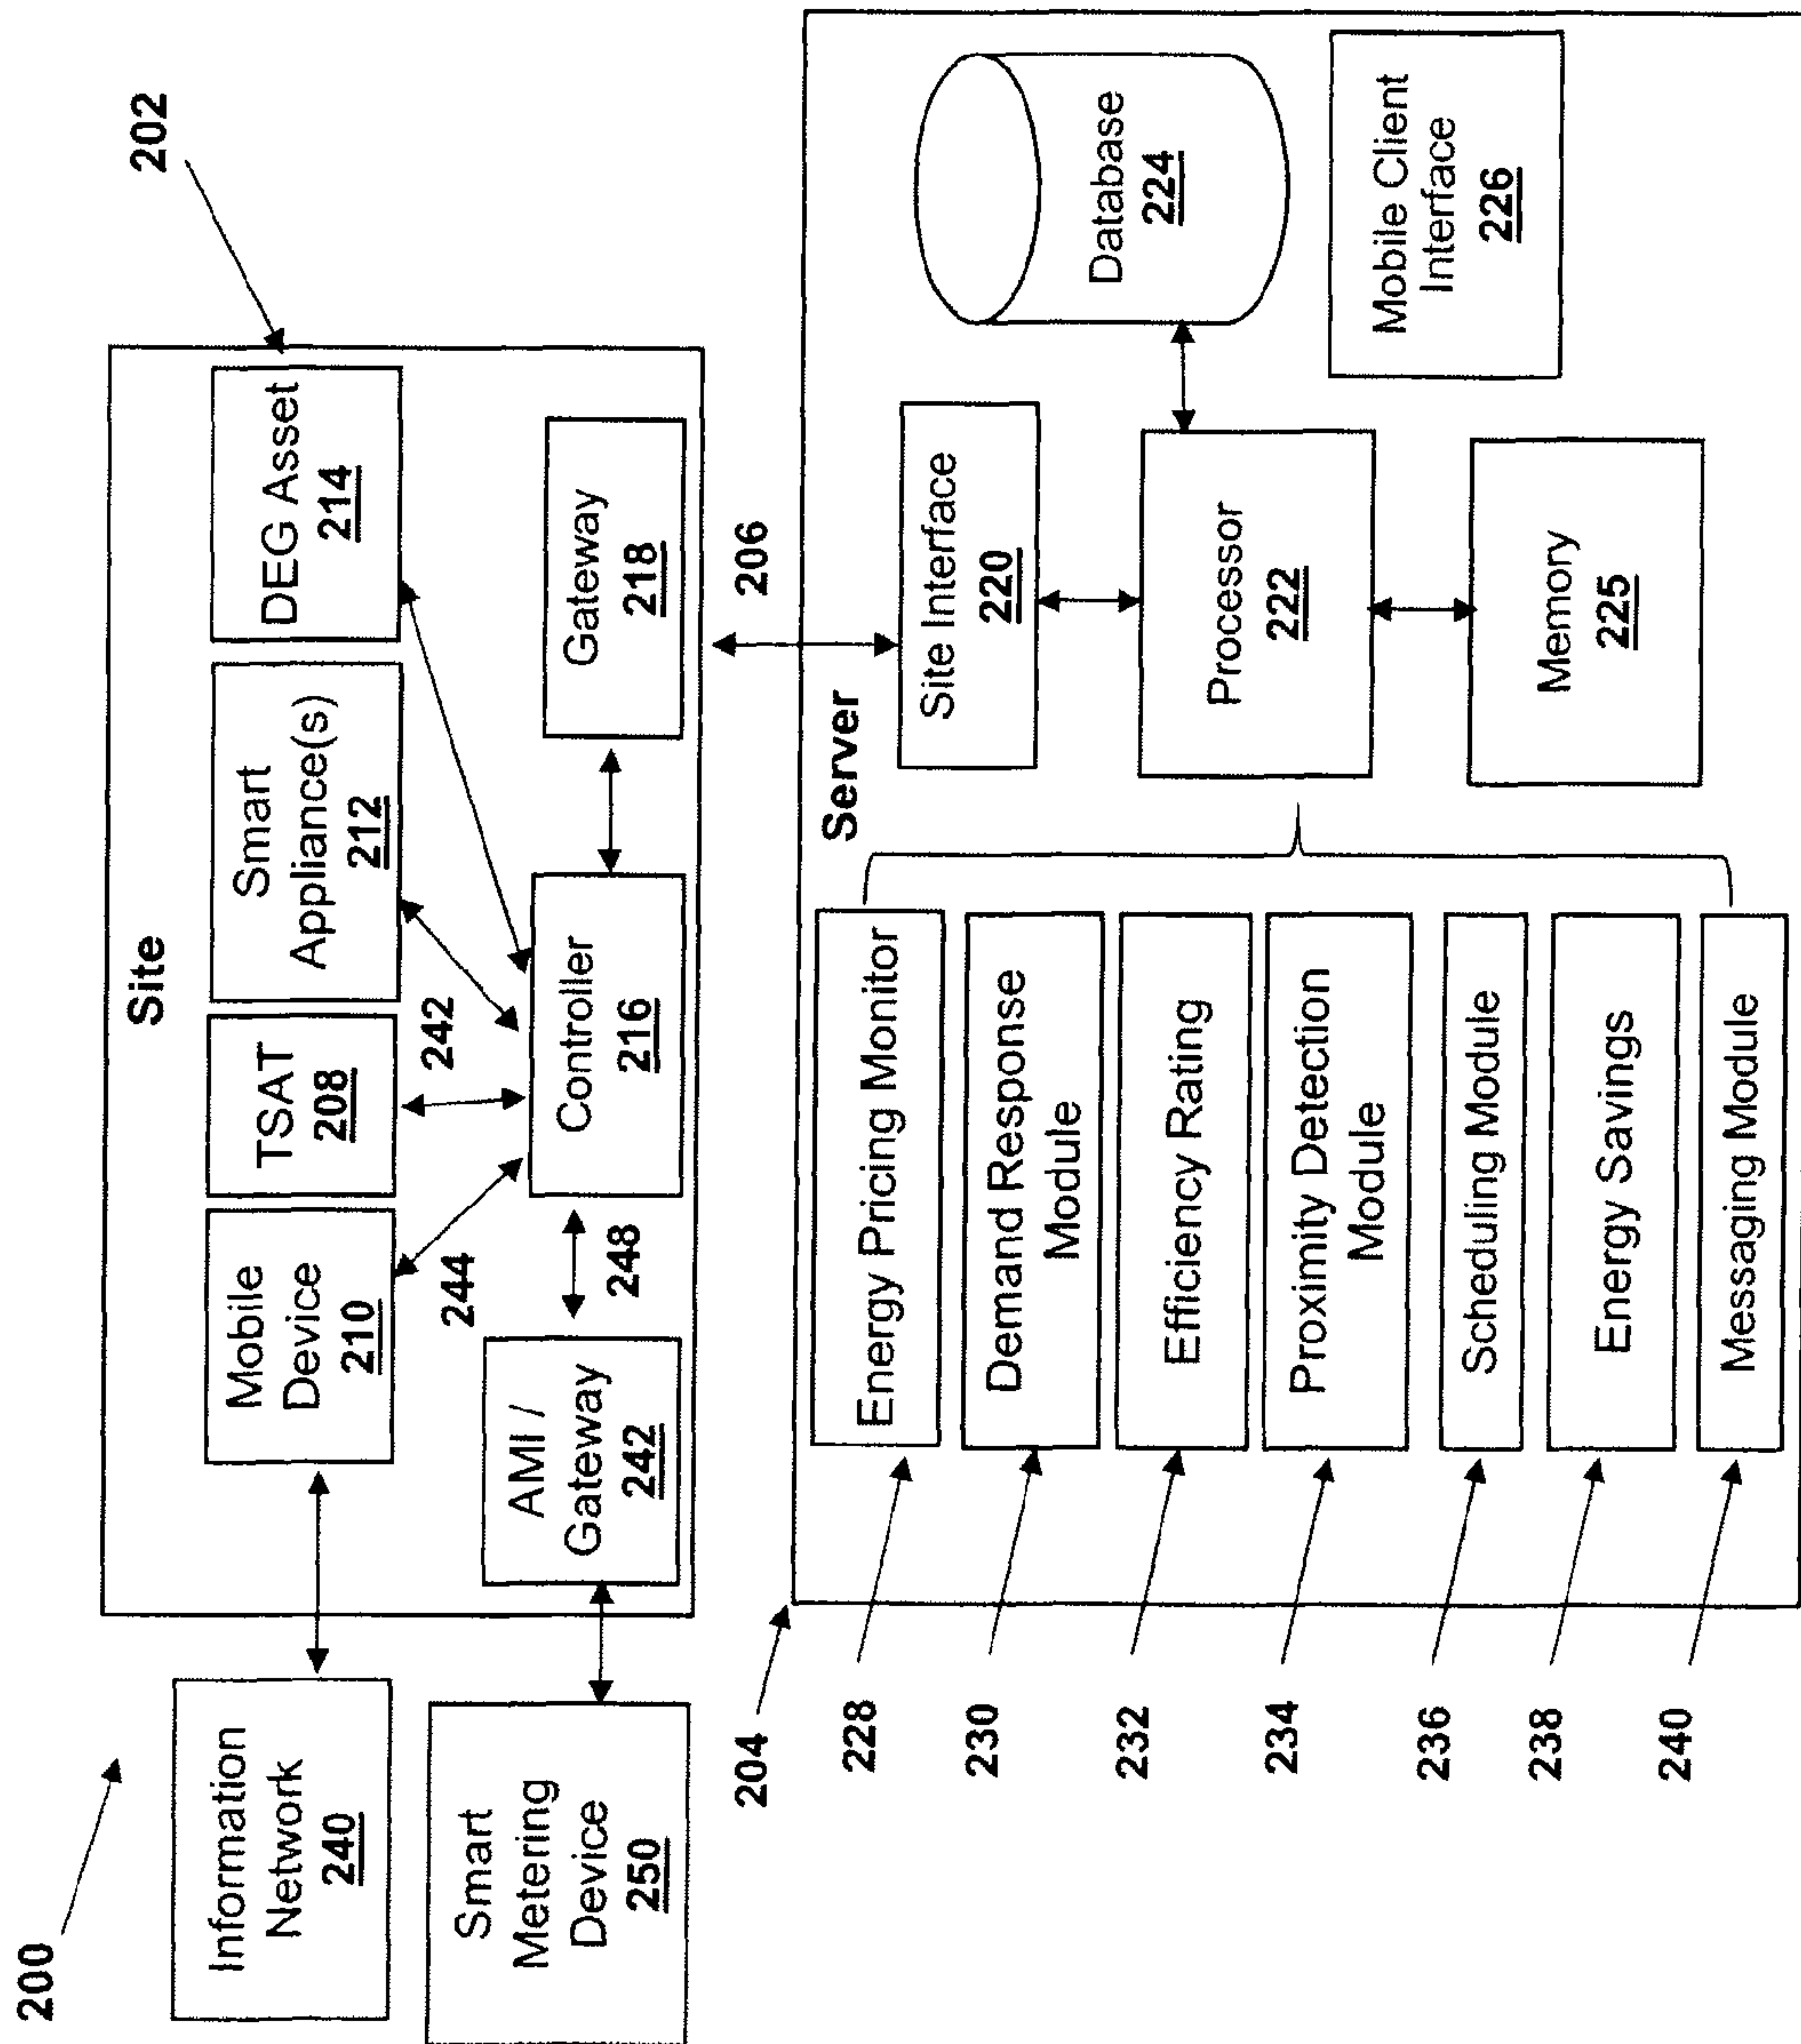 200
Information
Network
240
Smart
Metering
Device
250
Site
202
Mobile
Device
210
TSAT
208
Smart
Appliance(s)
212
DEG Asset
214
244
242
AMI /
Gateway
242
248
Controller
216
Gateway
218
206
204
Server
228
Energy Pricing Monitor
230
Demand Response
Module
232
Efficiency Rating
234
Proximity Detection
Module
236
Scheduling Module
238
Energy Savings
240
Messaging Module
Site Interface
220
Processor
222
Memory
225
Database
224
Mobile Client
Interface
226